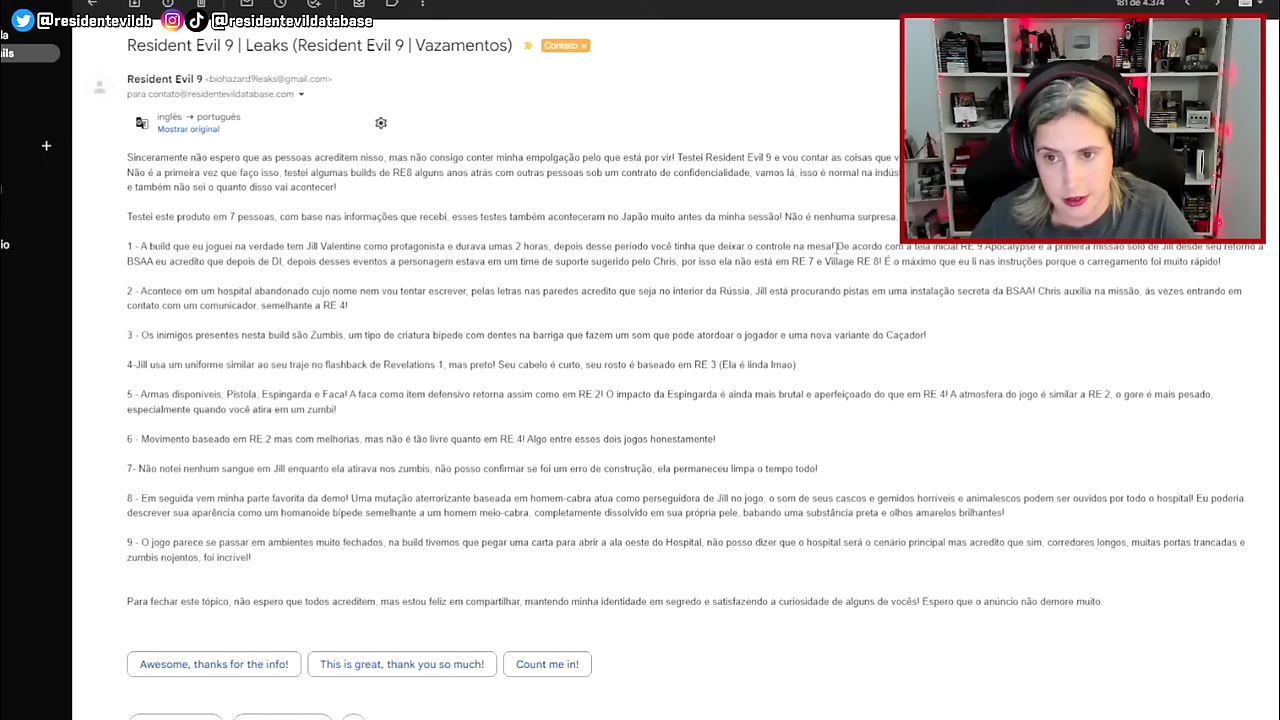 181 de 4.374
@residentevildb @residentevildatabase
ils
Resident Evil 9 | Leaks (Resident Evil 9 | Vazamentos) Contato ×
Resident Evil 9 <biohazard9leaks@gmail.com>
para contato@residentevildatabase.com
inglês → português
Mostrar original
Sinceramente não espero que as pessoas acreditem nisso, mas não consigo conter minha empolgação pelo que está por vir! Testei Resident Evil 9 e vou contar as coisas que v
Não é a primeira vez que faço isso, testei algumas builds de RE8 alguns anos atrás com outras pessoas sob um contrato de confidencialidade, vamos lá, isso é normal na indús
e também não sei o quanto disso vai acontecer!
Testei este produto em 7 pessoas, com base nas informações que recebi, esses testes também aconteceram no Japão muito antes da minha sessão! Não é nenhuma surpresa,
1 - A build que eu joguei na verdade tem Jill Valentine como protagonista e durava umas 2 horas, depois desse período você tinha que deixar o controle na mesa! De acordo com a tela inicial RE 9 Apocalypse é a primeira missão solo de Jill desde seu retorno à
BSAA eu acredito que depois de DI, depois desses eventos a personagem estava em um time de suporte sugerido pelo Chris, por isso ela não está em RE 7 e Village RE 8! É o máximo que eu li nas instruções porque o carregamento foi muito rápido!
2 - Acontece em um hospital abandonado cujo nome nem vou tentar escrever, pelas letras nas paredes acredito que seja no interior da Rússia, Jill está procurando pistas em uma instalação secreta da BSAA! Chris auxilia na missão, às vezes entrando em
contato com um comunicador, semelhante a RE 4!
3 - Os inimigos presentes nesta build são Zumbis, um tipo de criatura bípede com dentes na barriga que fazem um som que pode atordoar o jogador e uma nova variante do Caçador!
4-Jill usa um uniforme similar ao seu traje no flashback de Revelations 1, mas preto! Seu cabelo é curto, seu rosto é baseado em RE 3 (Ela é linda lmao)
5 - Armas disponíveis, Pistola, Espingarda e Faca! A faca como item defensivo retorna assim como em RE:2! O impacto da Espingarda é ainda mais brutal e aperfeiçoado do que em RE:4! A atmosfera do jogo é similar a RE:2, o gore é mais pesado,
especialmente quando você atira em um zumbi!
6 - Movimento baseado em RE:2 mas com melhorias, mas não é tão livre quanto em RE:4! Algo entre esses dois jogos honestamente!
7- Não notei nenhum sangue em Jill enquanto ela atirava nos zumbis, não posso confirmar se foi um erro de construção, ela permaneceu limpa o tempo todo!
8 - Em seguida vem minha parte favorita da demo! Uma mutação aterrorizante baseada em homem-cabra atua como perseguidora de Jill no jogo, o som de seus cascos e gemidos horríveis e animalescos podem ser ouvidos por todo o hospital! Eu poderia
descrever sua aparência como um humanoide bípede semelhante a um homem meio-cabra, completamente dissolvido em sua própria pele, babando uma substância preta e olhos amarelos brilhantes!
9 - O jogo parece se passar em ambientes muito fechados, na build tivemos que pegar uma carta para abrir a ala oeste do Hospital, não posso dizer que o hospital será o cenário principal mas acredito que sim, corredores longos, muitas portas trancadas e
zumbis nojentos, foi incrível!
Para fechar este tópico, não espero que todos acreditem, mas estou feliz em compartilhar, mantendo minha identidade em segredo e satisfazendo a curiosidade de alguns de vocês! Espero que o anúncio não demore muito.
Awesome, thanks for the info! This is great, thank you so much! Count me in!